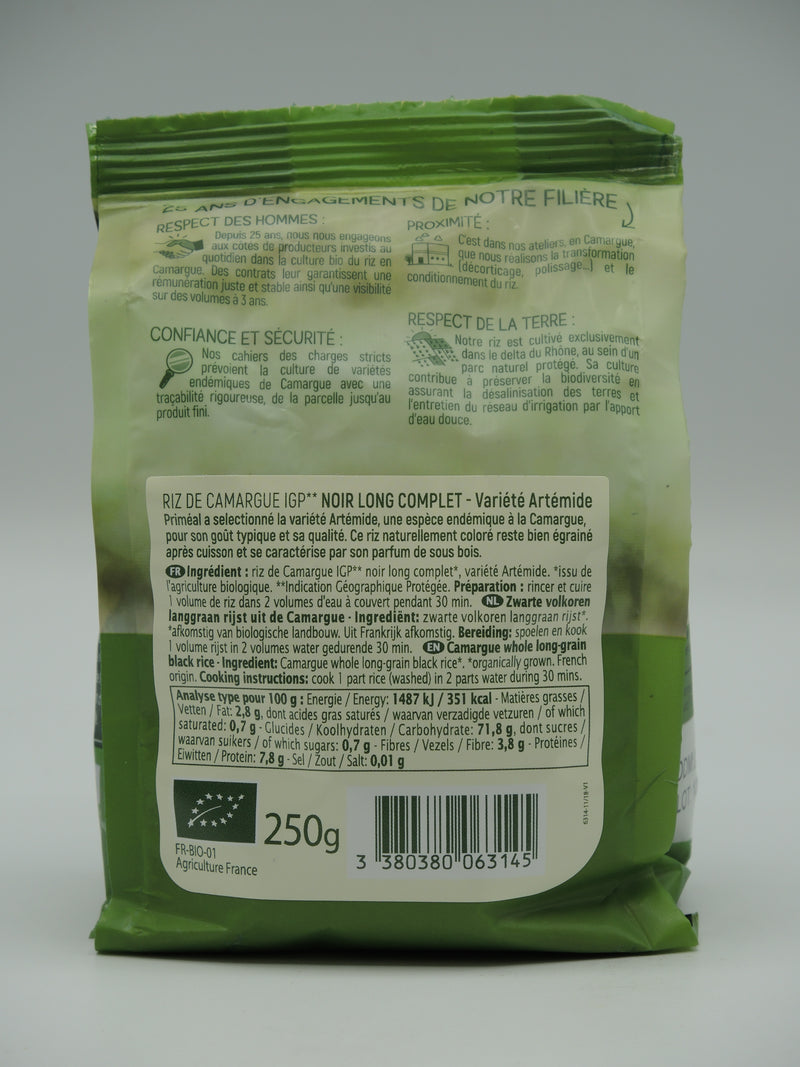 25 ANS D'ENGAGEMENTS DE NOTRE FILIÈRE
RESPECT DES HOMMES :
Depuis 25 ans, nous nous engageons
aux côtés de producteurs investis au
quotidien dans la culture bio du riz en
Camargue. Des contrats leur garantissent une
rémunération juste et stable ainsi qu'une visibilité
sur des volumes à 3 ans.
PROXIMITÉ :
C'est dans nos ateliers, en Camargue,
que nous réalisons la transformation
(décorticage, polissage...) et le
conditionnement du riz.
CONFIANCE ET SÉCURITÉ :
Nos cahiers des charges stricts
prévoient la culture de variétés
endémiques de Camargue avec une
traçabilité rigoureuse, de la parcelle jusqu'au
produit fini.
RESPECT DE LA TERRE :
Notre riz est cultivé exclusivement
dans le delta du Rhône, au sein d'un
parc naturel protégé. Sa culture
contribue à préserver la biodiversité en
assurant la désalinisation des terres et
l'entretien du réseau d'irrigation par l'apport
d'eau douce.
RIZ DE CAMARGUE IGP** NOIR LONG COMPLET - Variété Artémide
Priméal a selectionné la variété Artémide, une espèce endémique à la Camargue,
pour son goût typique et sa qualité. Ce riz naturellement coloré reste bien égrainé
après cuisson et se caractérise par son parfum de sous bois.
FR Ingrédient : riz de Camargue IGP** noir long complet*, variété Artémide. *issu de
l'agriculture biologique. **Indication Géographique Protégée. Préparation : rincer et cuire
1 volume de riz dans 2 volumes d'eau à couvert pendant 30 min. NL Zwarte volkoren
langgraan rijst uit de Camargue - Ingrediënt: zwarte volkoren langgraan rijst*.
*afkomstig van biologische landbouw. Uit Frankrijk afkomstig. Bereiding: spoelen en kook
1 volume rijst in 2 volumes water gedurende 30 min. EN Camargue whole long-grain
black rice - Ingredient: Camargue whole long-grain black rice*. *organically grown. French
origin. Cooking instructions: cook 1 part rice (washed) in 2 parts water during 30 mins.
Analyse type pour 100 g : Energie / Energy: 1487 kJ / 351 kcal - Matières grasses /
Vetten / Fat: 2,8 g, dont acides gras saturés / waarvan verzadigde vetzuren / of which
saturated: 0,7 g - Glucides / Koolhydraten / Carbohydrate: 71,8 g, dont sucres /
waarvan suikers / of which sugars: 0,7 g - Fibres / Vezels / Fibre: 3,8 g - Protéines /
Eiwitten / Protein: 7,8 g - Sel / Zout / Salt: 0,01 g
FR-BIO-01
Agriculture France
250g
3 380380 063145
6314-11/18-V1